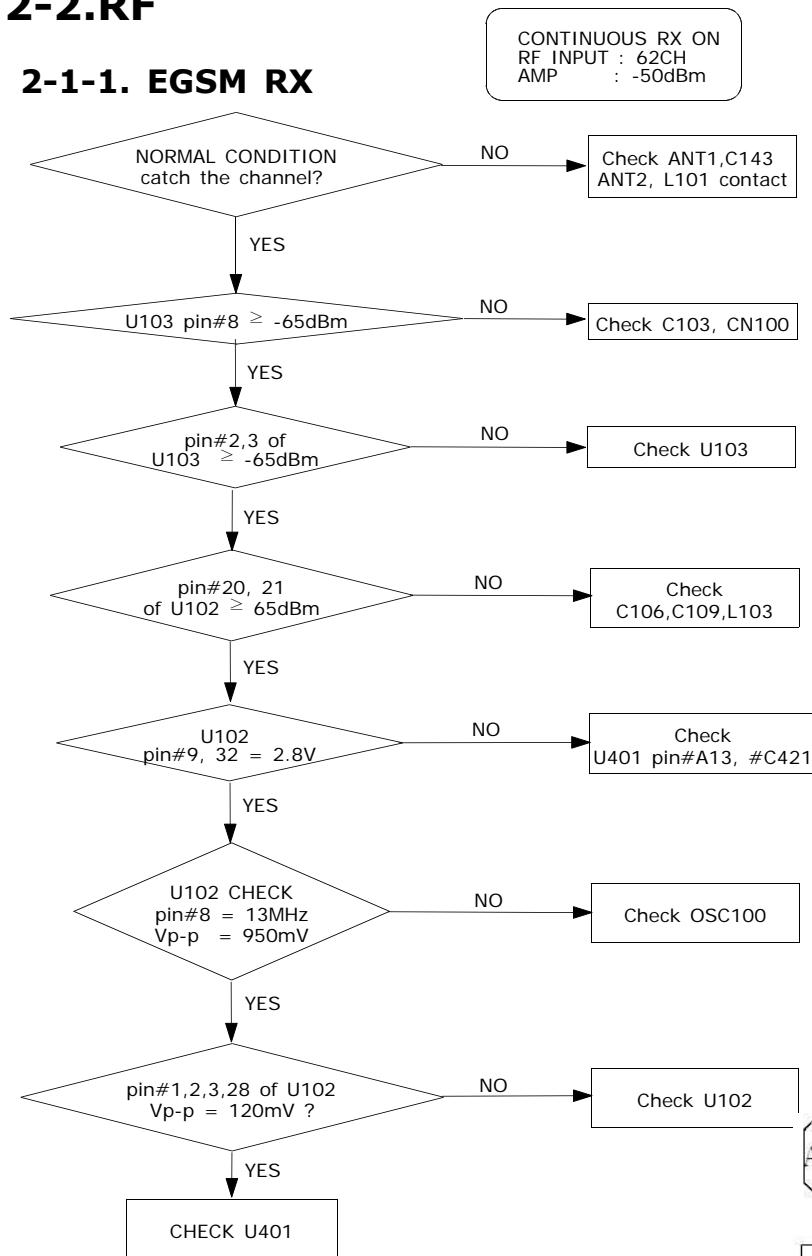 2-2.RF
CONTINUOUS RX ON
RF INPUT : 62CH
AMP : -50dBm
2-1-1. EGSM RX
NORMAL CONDITION
catch the channel?
NO
Check ANT1,C143
ANT2, L101 contact
YES
U103 pin#8 ≥ -65dBm
NO
Check C103, CN100
YES
pin#2,3 of
U103 ≥ -65dBm
NO
Check U103
YES
pin#20, 21
of U102 ≥ 65dBm
NO
Check
C106,C109,L103
YES
U102
pin#9, 32 = 2.8V
NO
Check
U401 pin#A13, #C421
YES
U102 CHECK
pin#8 = 13MHz
Vp-p = 950mV
NO
Check OSC100
YES
pin#1,2,3,28 of U102
Vp-p = 120mV ?
NO
Check U102
YES
CHECK U401